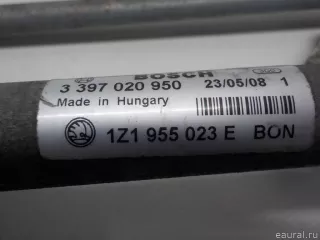 BOSCH
3 397 020 950 23/05/08 1
Made in Hungary
1Z1 955 023 E BON
eaural.ru